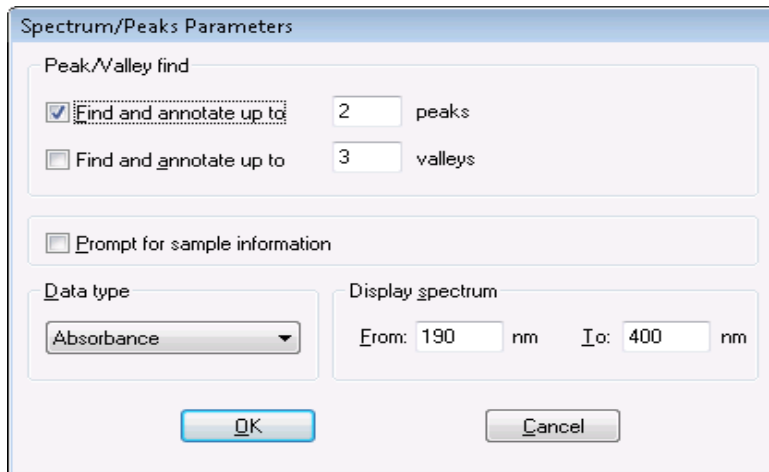 Spectrum/Peaks Parameters
Peak/Valley find
Find and annotate up to 2 peaks
Find and annotate up to 3 valleys
Prompt for sample information
Data type
Absorbance
Display spectrum
From: 190 nm To: 400 nm
OK Cancel